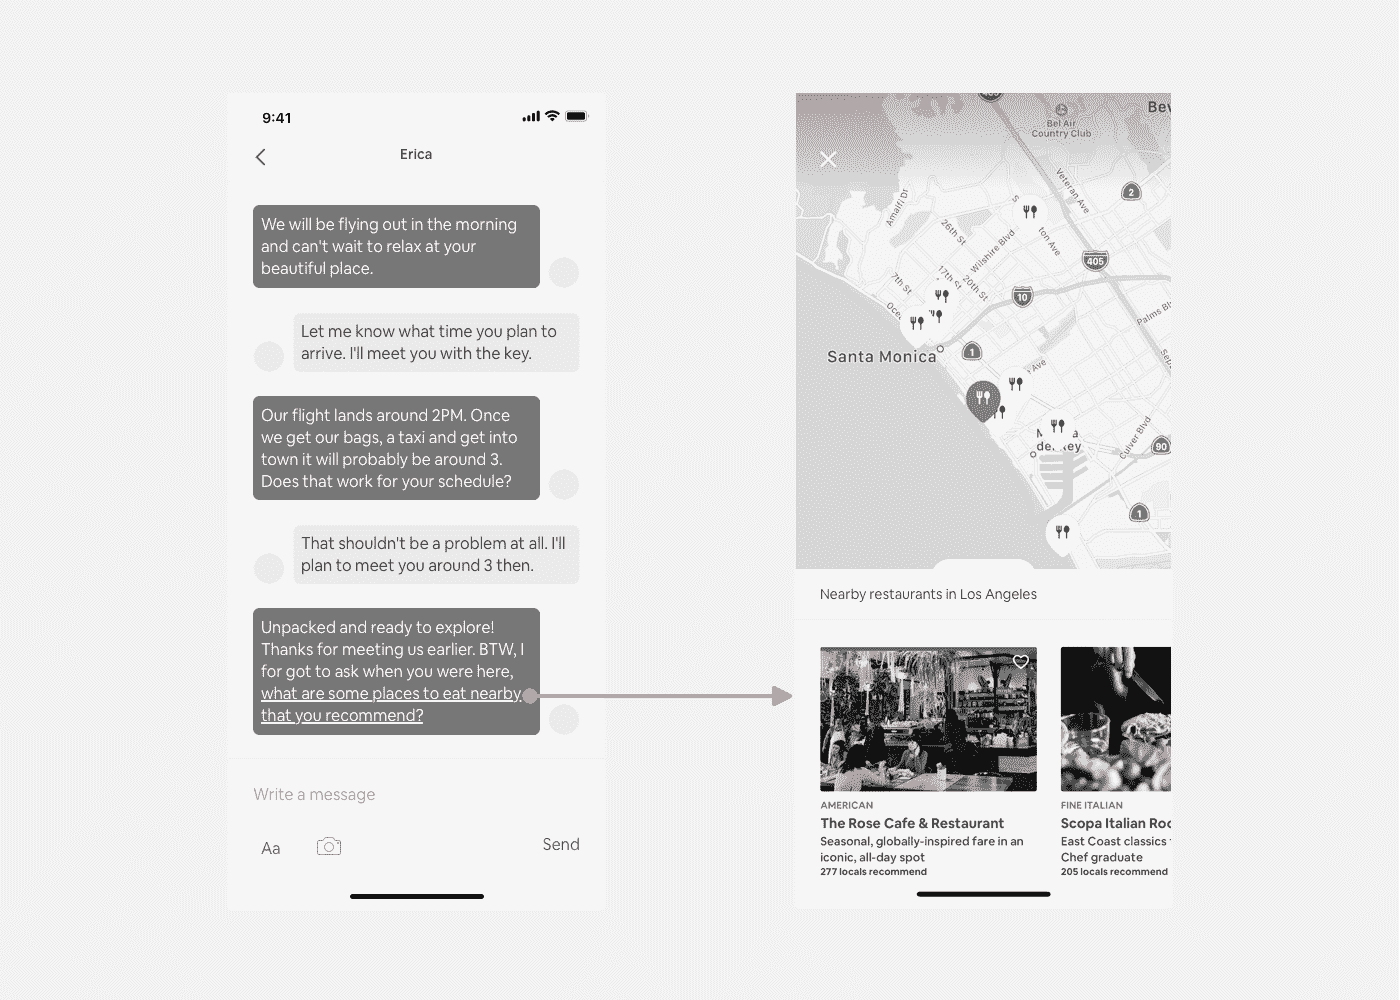 9:41
Erica
We will be flying out in the morning
and can't wait to relax at your
beautiful place.
Let me know what time you plan to
arrive. I'll meet you with the key.
Our flight lands around 2PM. Once
we get our bags, a taxi and get into
town it will probably be around 3.
Does that work for your schedule?
That shouldn't be a problem at all. I'll
plan to meet you around 3 then.
Unpacked and ready to explore!
Thanks for meeting us earlier. BTW, I
for got to ask when you were here,
what are some places to eat nearby
that you recommend?
Write a message
Aa
Send
Bel Air
Country Club
Bev
2
Veteran Ave
Amalfi Dr
S
26th St
Wilshire Blvd
ton Ave
405
7th St
17th St
20th St
10
Oce
Palms Bl
Santa Monica
1
Ave
Sep
Culver Blvd
90
1
Nearby restaurants in Los Angeles
AMERICAN
The Rose Cafe & Restaurant
Seasonal, globally-inspired fare in an
iconic, all-day spot
277 locals recommend
FINE ITALIAN
Scopa Italian Roo
East Coast classics
Chef graduate
205 locals recommend